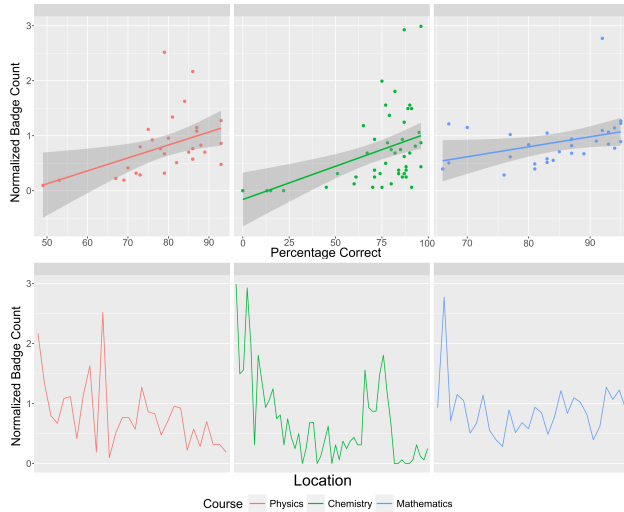 Normalized Badge Count
3
2
1
0
50 60 70 80 90
0 25 50 75 100
70 80 90
Percentage Correct
Normalized Badge Count
3
2
1
0
Location
Course Physics Chemistry Mathematics